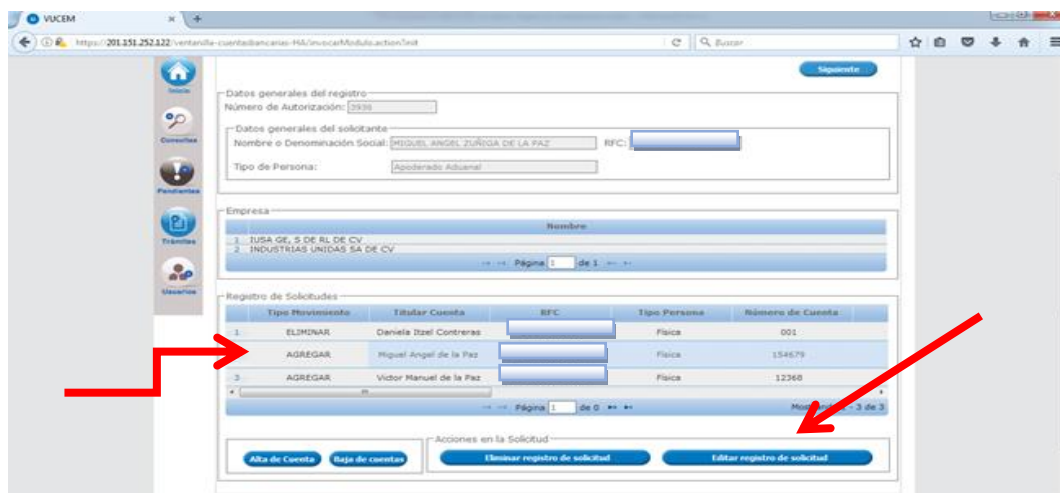 VUCEM
https://201.151.252.122/ventanilla-cuentasbancarias-HA/invocarModulo.action?init
Buscar
Inicio
Siguiente
Datos generales del registro
Número de Autorización: 3936
Consultas
Datos generales del solicitante
Nombre o Denominación Social: MIGUEL ANGEL ZUÑIGA DE LA PAZ RFC:
Tipo de Persona: Apoderado Aduanal
Pendientes
Empresa
Nombre
1 IUSA GE, S DE RL DE CV
2 INDUSTRIAS UNIDAS SA DE CV
Trámites
Página 1 de 1
Usuarios
Registro de Solicitudes
Tipo Movimiento Titular Cuenta RFC Tipo Persona Número de Cuenta
1 ELIMINAR Daniela Itzel Contreras Física 001
AGREGAR Miguel Angel de la Paz Física 154679
3 AGREGAR Victor Manuel de la Paz Física 12368
Página 1 de 0 - 3 de 3
Acciones en la Solicitud
Alta de Cuenta Baja de cuentas Eliminar registro de solicitud Editar registro de solicitud